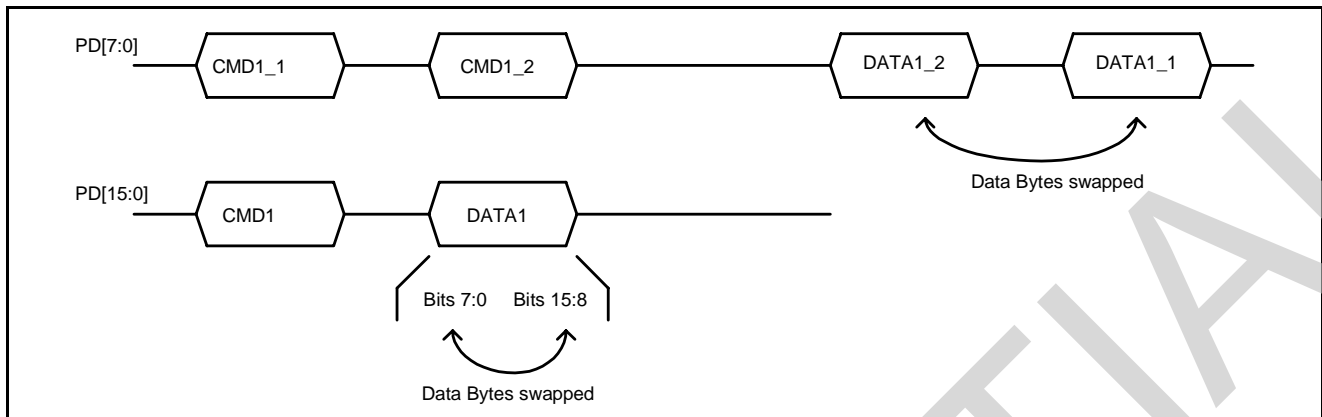 PD[7:0]
CMD1_1 CMD1_2 DATA1_2 DATA1_1
Data Bytes swapped
PD[15:0]
CMD1 DATA1
Bits 7:0 Bits 15:8
Data Bytes swapped